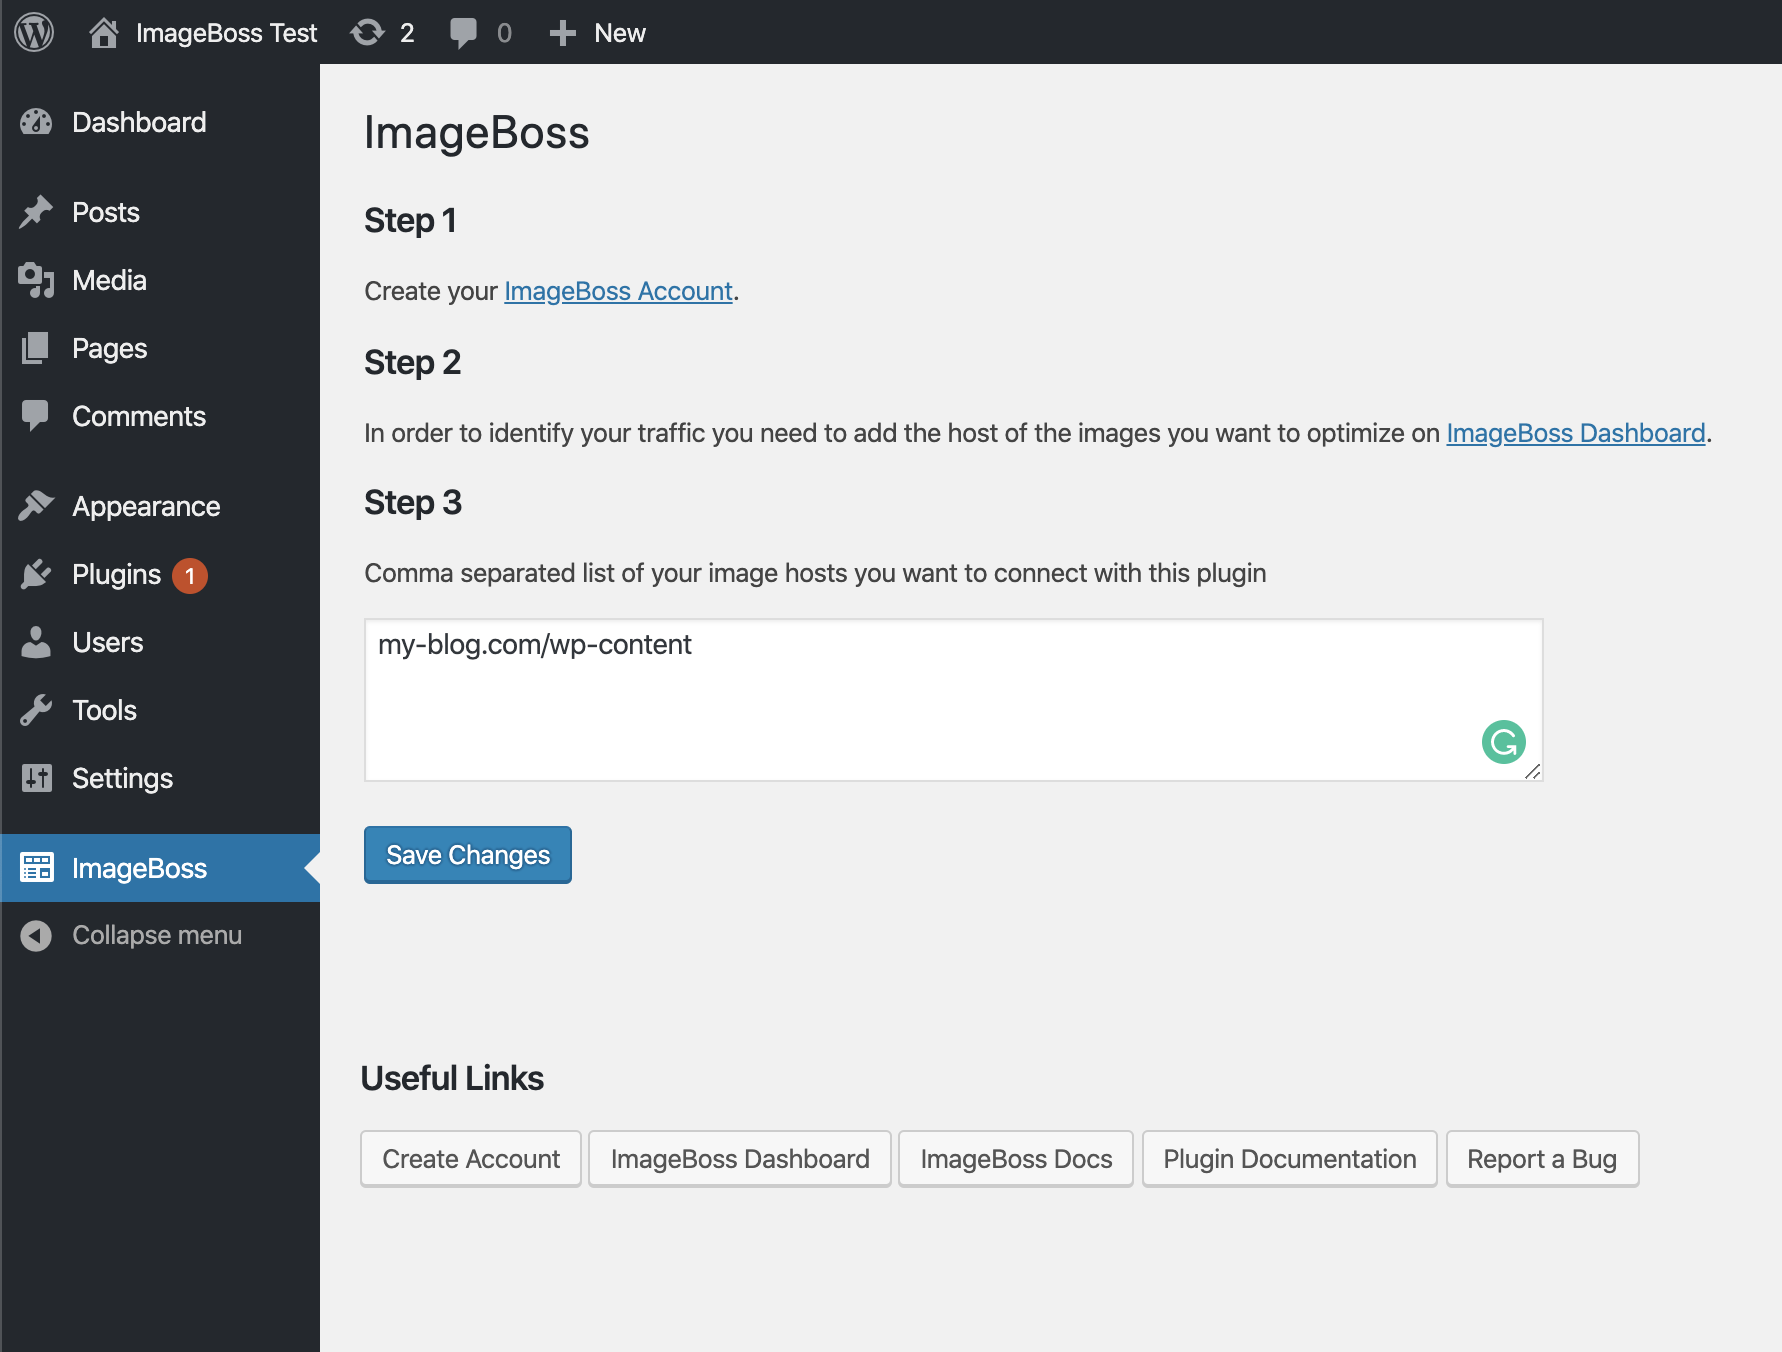 ImageBoss Test 2 0 New
Dashboard
Posts
Media
Pages
Comments
Appearance
Plugins 1
Users
Tools
Settings
ImageBoss
Collapse menu
ImageBoss
Step 1
Create your ImageBoss Account.
Step 2
In order to identify your traffic you need to add the host of the images you want to optimize on ImageBoss Dashboard.
Step 3
Comma separated list of your image hosts you want to connect with this plugin
my-blog.com/wp-content
Save Changes
Useful Links
Create Account ImageBoss Dashboard ImageBoss Docs Plugin Documentation Report a Bug